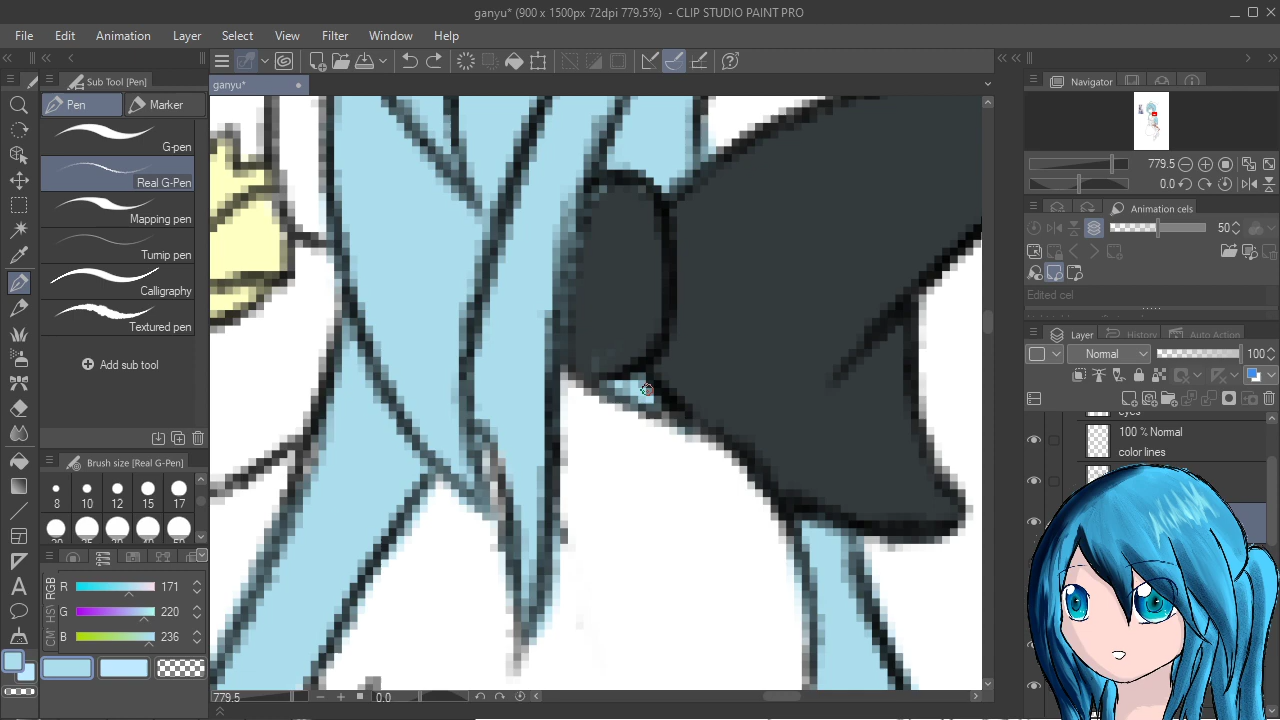 ganyu* (900 x 1500px 72dpi 779.5%) - CLIP STUDIO PAINT PRO
File Edit Animation Layer Select View Filter Window Help
Sub Tool [Pen]
Pen Marker
G-pen
Real G-Pen
Mapping pen
Turnip pen
Calligraphy
Textured pen
Add sub tool
Brush size [Real G-Pen]
8 10 12 15 17
R 171
G 220
B 236
RGB
HSV
ganyu*
779.5 0.0
Navigator
779.5
0.0
Animation cels
50
Edited cel
Layer History Auto Action
Normal 100
eyes
100 % Normal
color lines